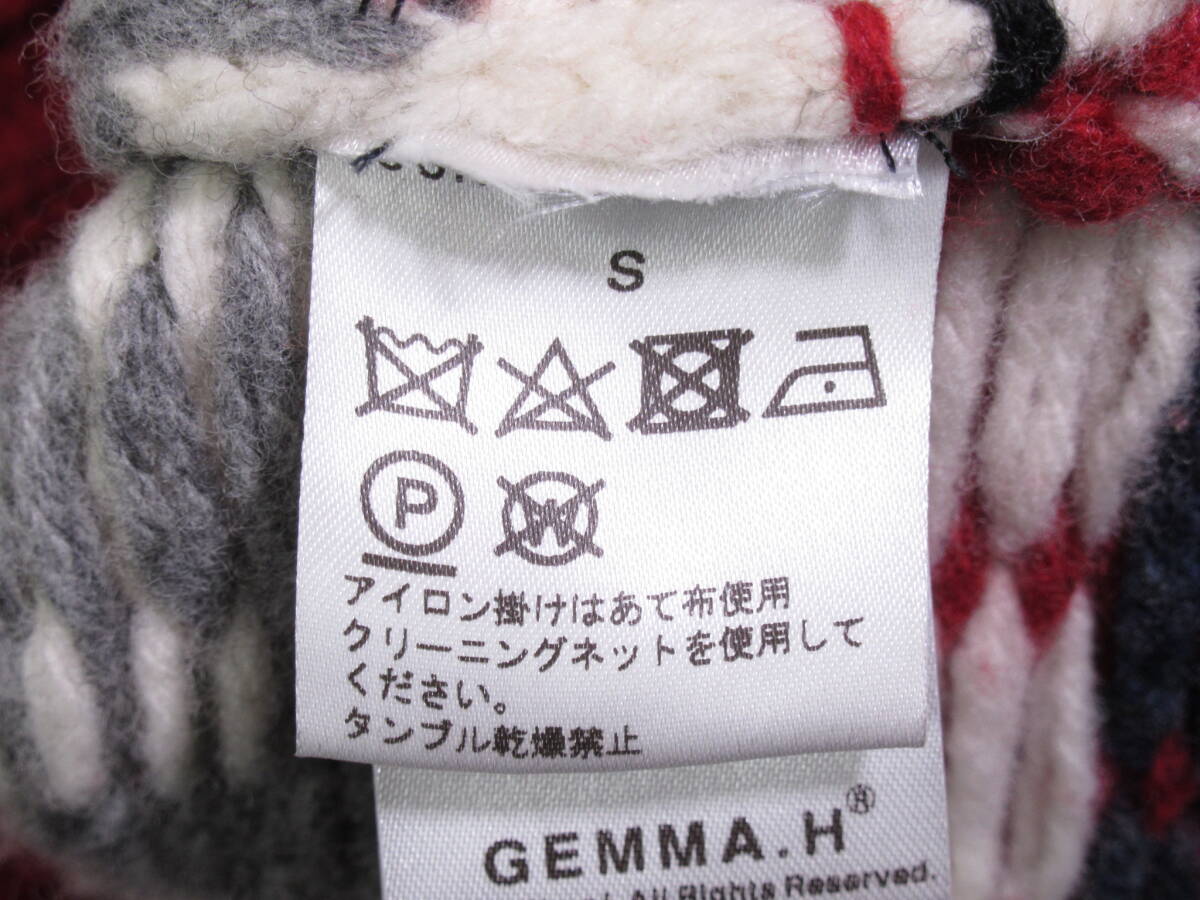 S
P
W
アイロン掛けはあて布使用
クリーニングネットを使用して
ください。
タンブル乾燥禁止
GEMMA.H®
All Rights Reserved.